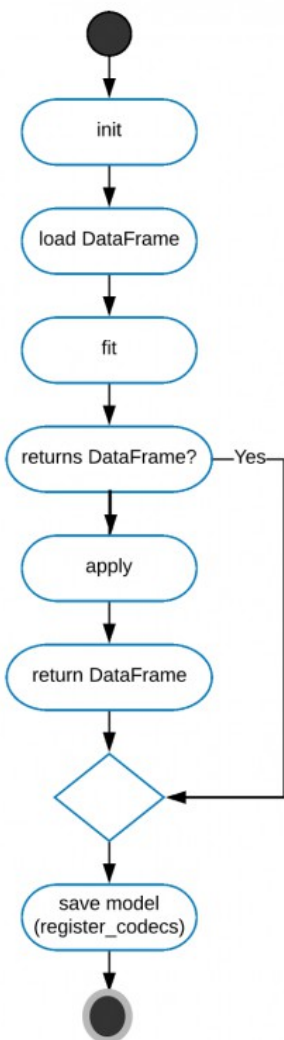 init
load DataFrame
fit
returns DataFrame?
Yes
apply
return DataFrame
save model
(register_codecs)